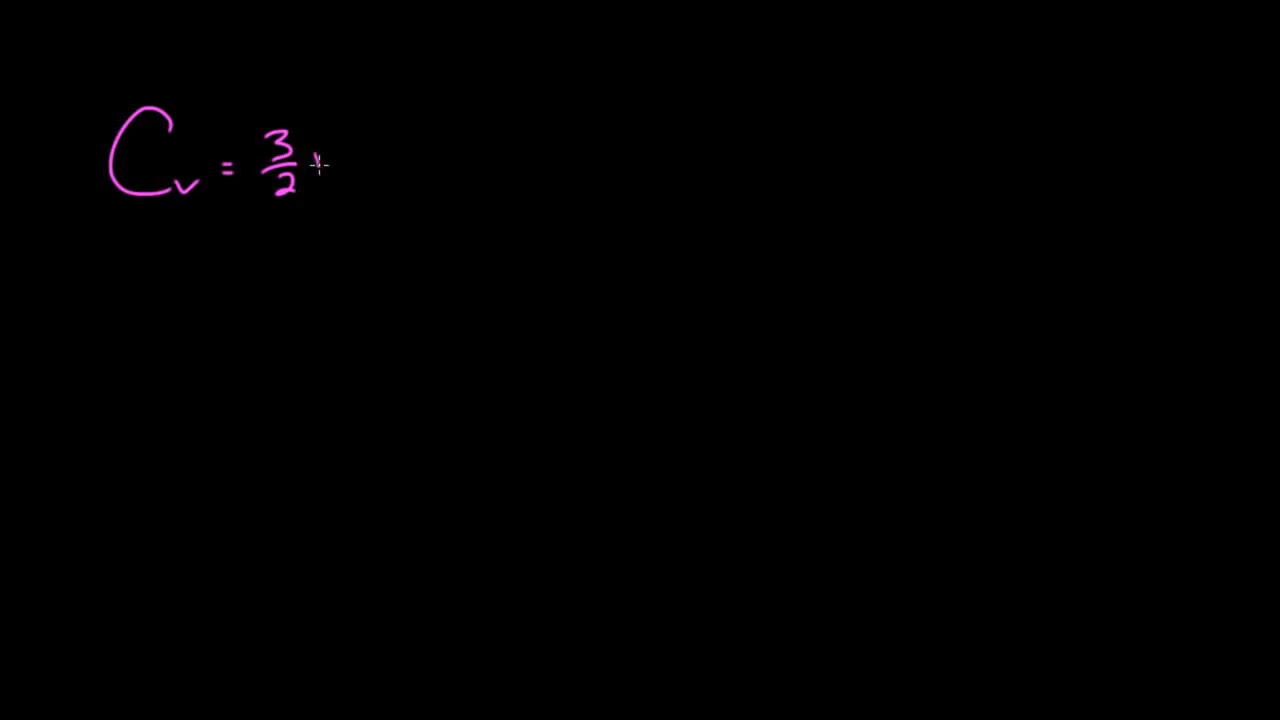 Cv = 3/2